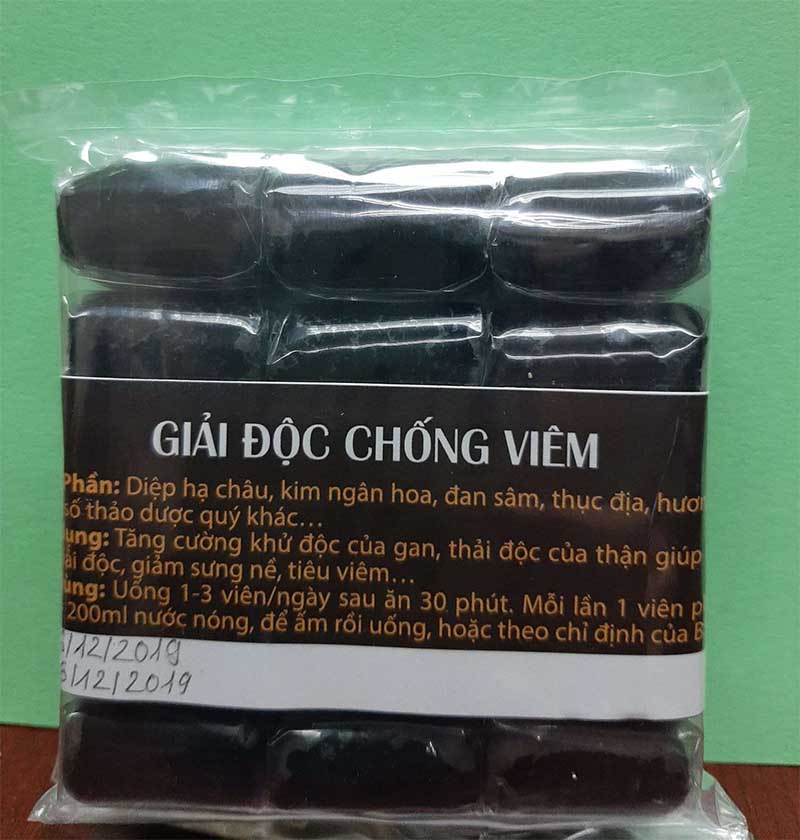 GIẢI ĐỘC CHỐNG VIÊM
Phần: Diệp hạ châu, kim ngân hoa, đan sâm, thục địa, hươn
số thảo dược quý khác...
ung: Tăng cường khử độc của gan, thải độc của thận giúp
ải độc, giảm sưng nề, tiêu viêm...
ùng: Uống 1-3 viên/ngày sau ăn 30 phút. Mỗi lần 1 viên p
200ml nước nóng, để ấm rồi uống, hoặc theo chỉ định của B
/12/2019
/12/2019